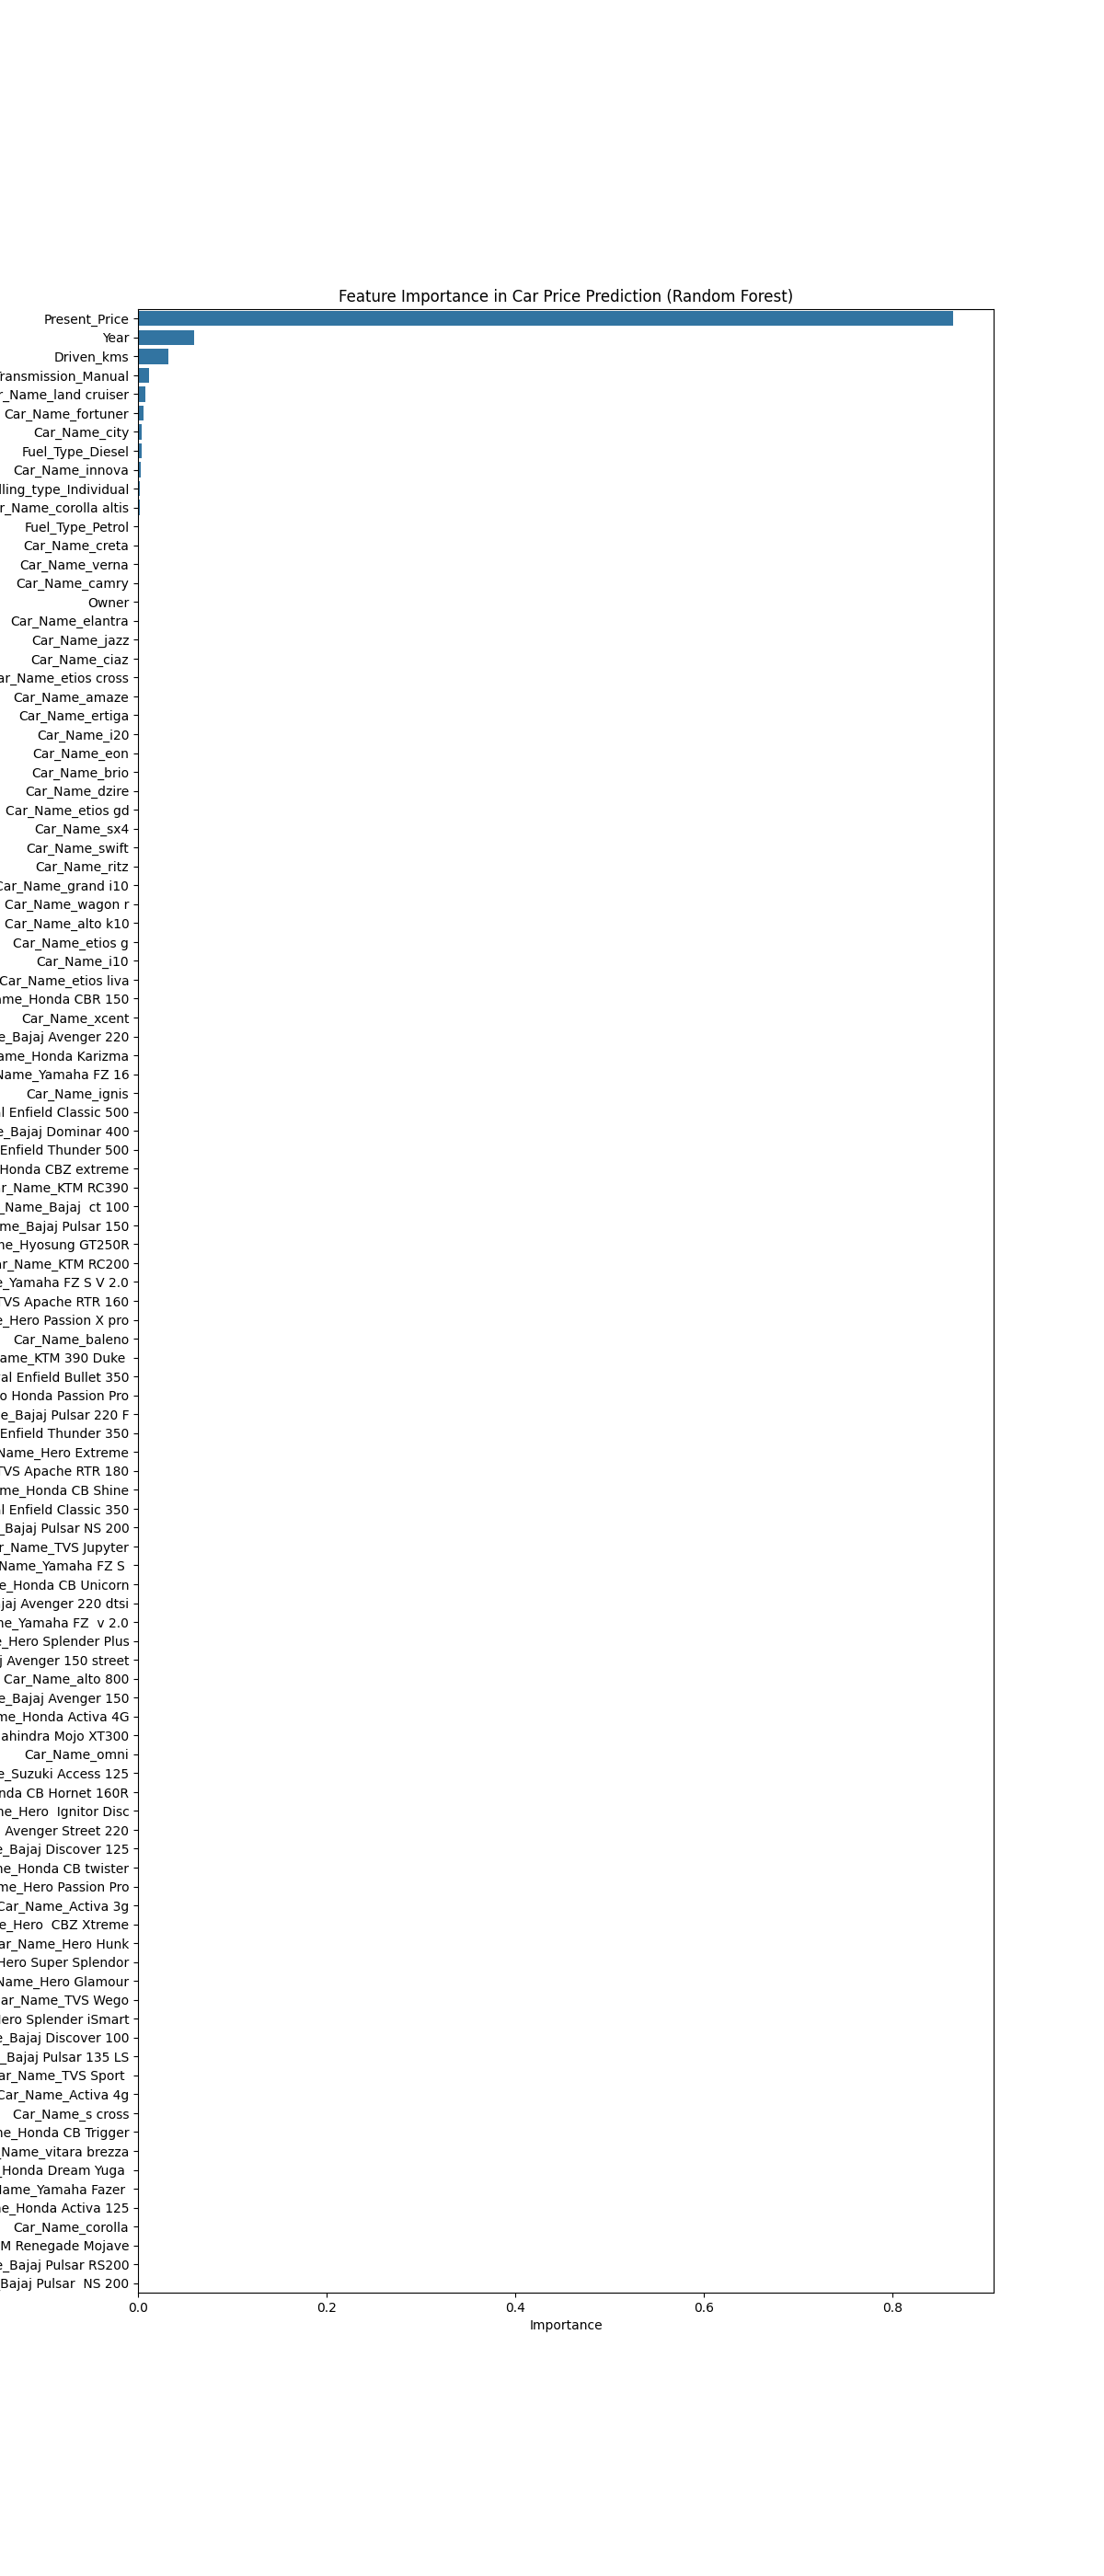 Feature Importance in Car Price Prediction (Random Forest)
Present_Price
Year
Driven_kms
ransmission_Manual
r_Name_land cruiser
Car_Name_fortuner
Car_Name_city
Fuel_Type_Diesel
Car_Name_innova
lling_type_Individual
r_Name_corolla altis
Fuel_Type_Petrol
Car_Name_creta
Car_Name_verna
Car_Name_camry
Owner
Car_Name_elantra
Car_Name_jazz
Car_Name_ciaz
ar_Name_etios cross
Car_Name_amaze
Car_Name_ertiga
Car_Name_i20
Car_Name_eon
Car_Name_brio
Car_Name_dzire
Car_Name_etios gd
Car_Name_sx4
Car_Name_swift
Car_Name_ritz
Car_Name_grand i10
Car_Name_wagon r
Car_Name_alto k10
Car_Name_etios g
Car_Name_i10
Car_Name_etios liva
ame_Honda CBR 150
Car_Name_xcent
e_Bajaj Avenger 220
ame_Honda Karizma
Name_Yamaha FZ 16
Car_Name_ignis
l Enfield Classic 500
e_Bajaj Dominar 400
Enfield Thunder 500
Honda CBZ extreme
ar_Name_KTM RC390
_Name_Bajaj  ct 100
me_Bajaj Pulsar 150
ne_Hyosung GT250R
ar_Name_KTM RC200
e_Yamaha FZ S V 2.0
TVS Apache RTR 160
e_Hero Passion X pro
Car_Name_baleno
ame_KTM 390 Duke
al Enfield Bullet 350
o Honda Passion Pro
e_Bajaj Pulsar 220 F
Enfield Thunder 350
Name_Hero Extreme
TVS Apache RTR 180
me_Honda CB Shine
l Enfield Classic 350
_Bajaj Pulsar NS 200
r_Name_TVS Jupyter
Name_Yamaha FZ S
e_Honda CB Unicorn
jaj Avenger 220 dtsi
ne_Yamaha FZ  v 2.0
e_Hero Splender Plus
j Avenger 150 street
Car_Name_alto 800
e_Bajaj Avenger 150
me_Honda Activa 4G
ahindra Mojo XT300
Car_Name_omni
e_Suzuki Access 125
nda CB Hornet 160R
ne_Hero  Ignitor Disc
Avenger Street 220
e_Bajaj Discover 125
ne_Honda CB twister
me_Hero Passion Pro
Car_Name_Activa 3g
e_Hero  CBZ Xtreme
ar_Name_Hero Hunk
Hero Super Splendor
Name_Hero Glamour
ar_Name_TVS Wego
ero Splender iSmart
e_Bajaj Discover 100
_Bajaj Pulsar 135 LS
ar_Name_TVS Sport
Car_Name_Activa 4g
Car_Name_s cross
ne_Honda CB Trigger
_Name_vitara brezza
_Honda Dream Yuga
Name_Yamaha Fazer
ne_Honda Activa 125
Car_Name_corolla
M Renegade Mojave
e_Bajaj Pulsar RS200
Bajaj Pulsar  NS 200
0.0 0.2 0.4 0.6 0.8
Importance